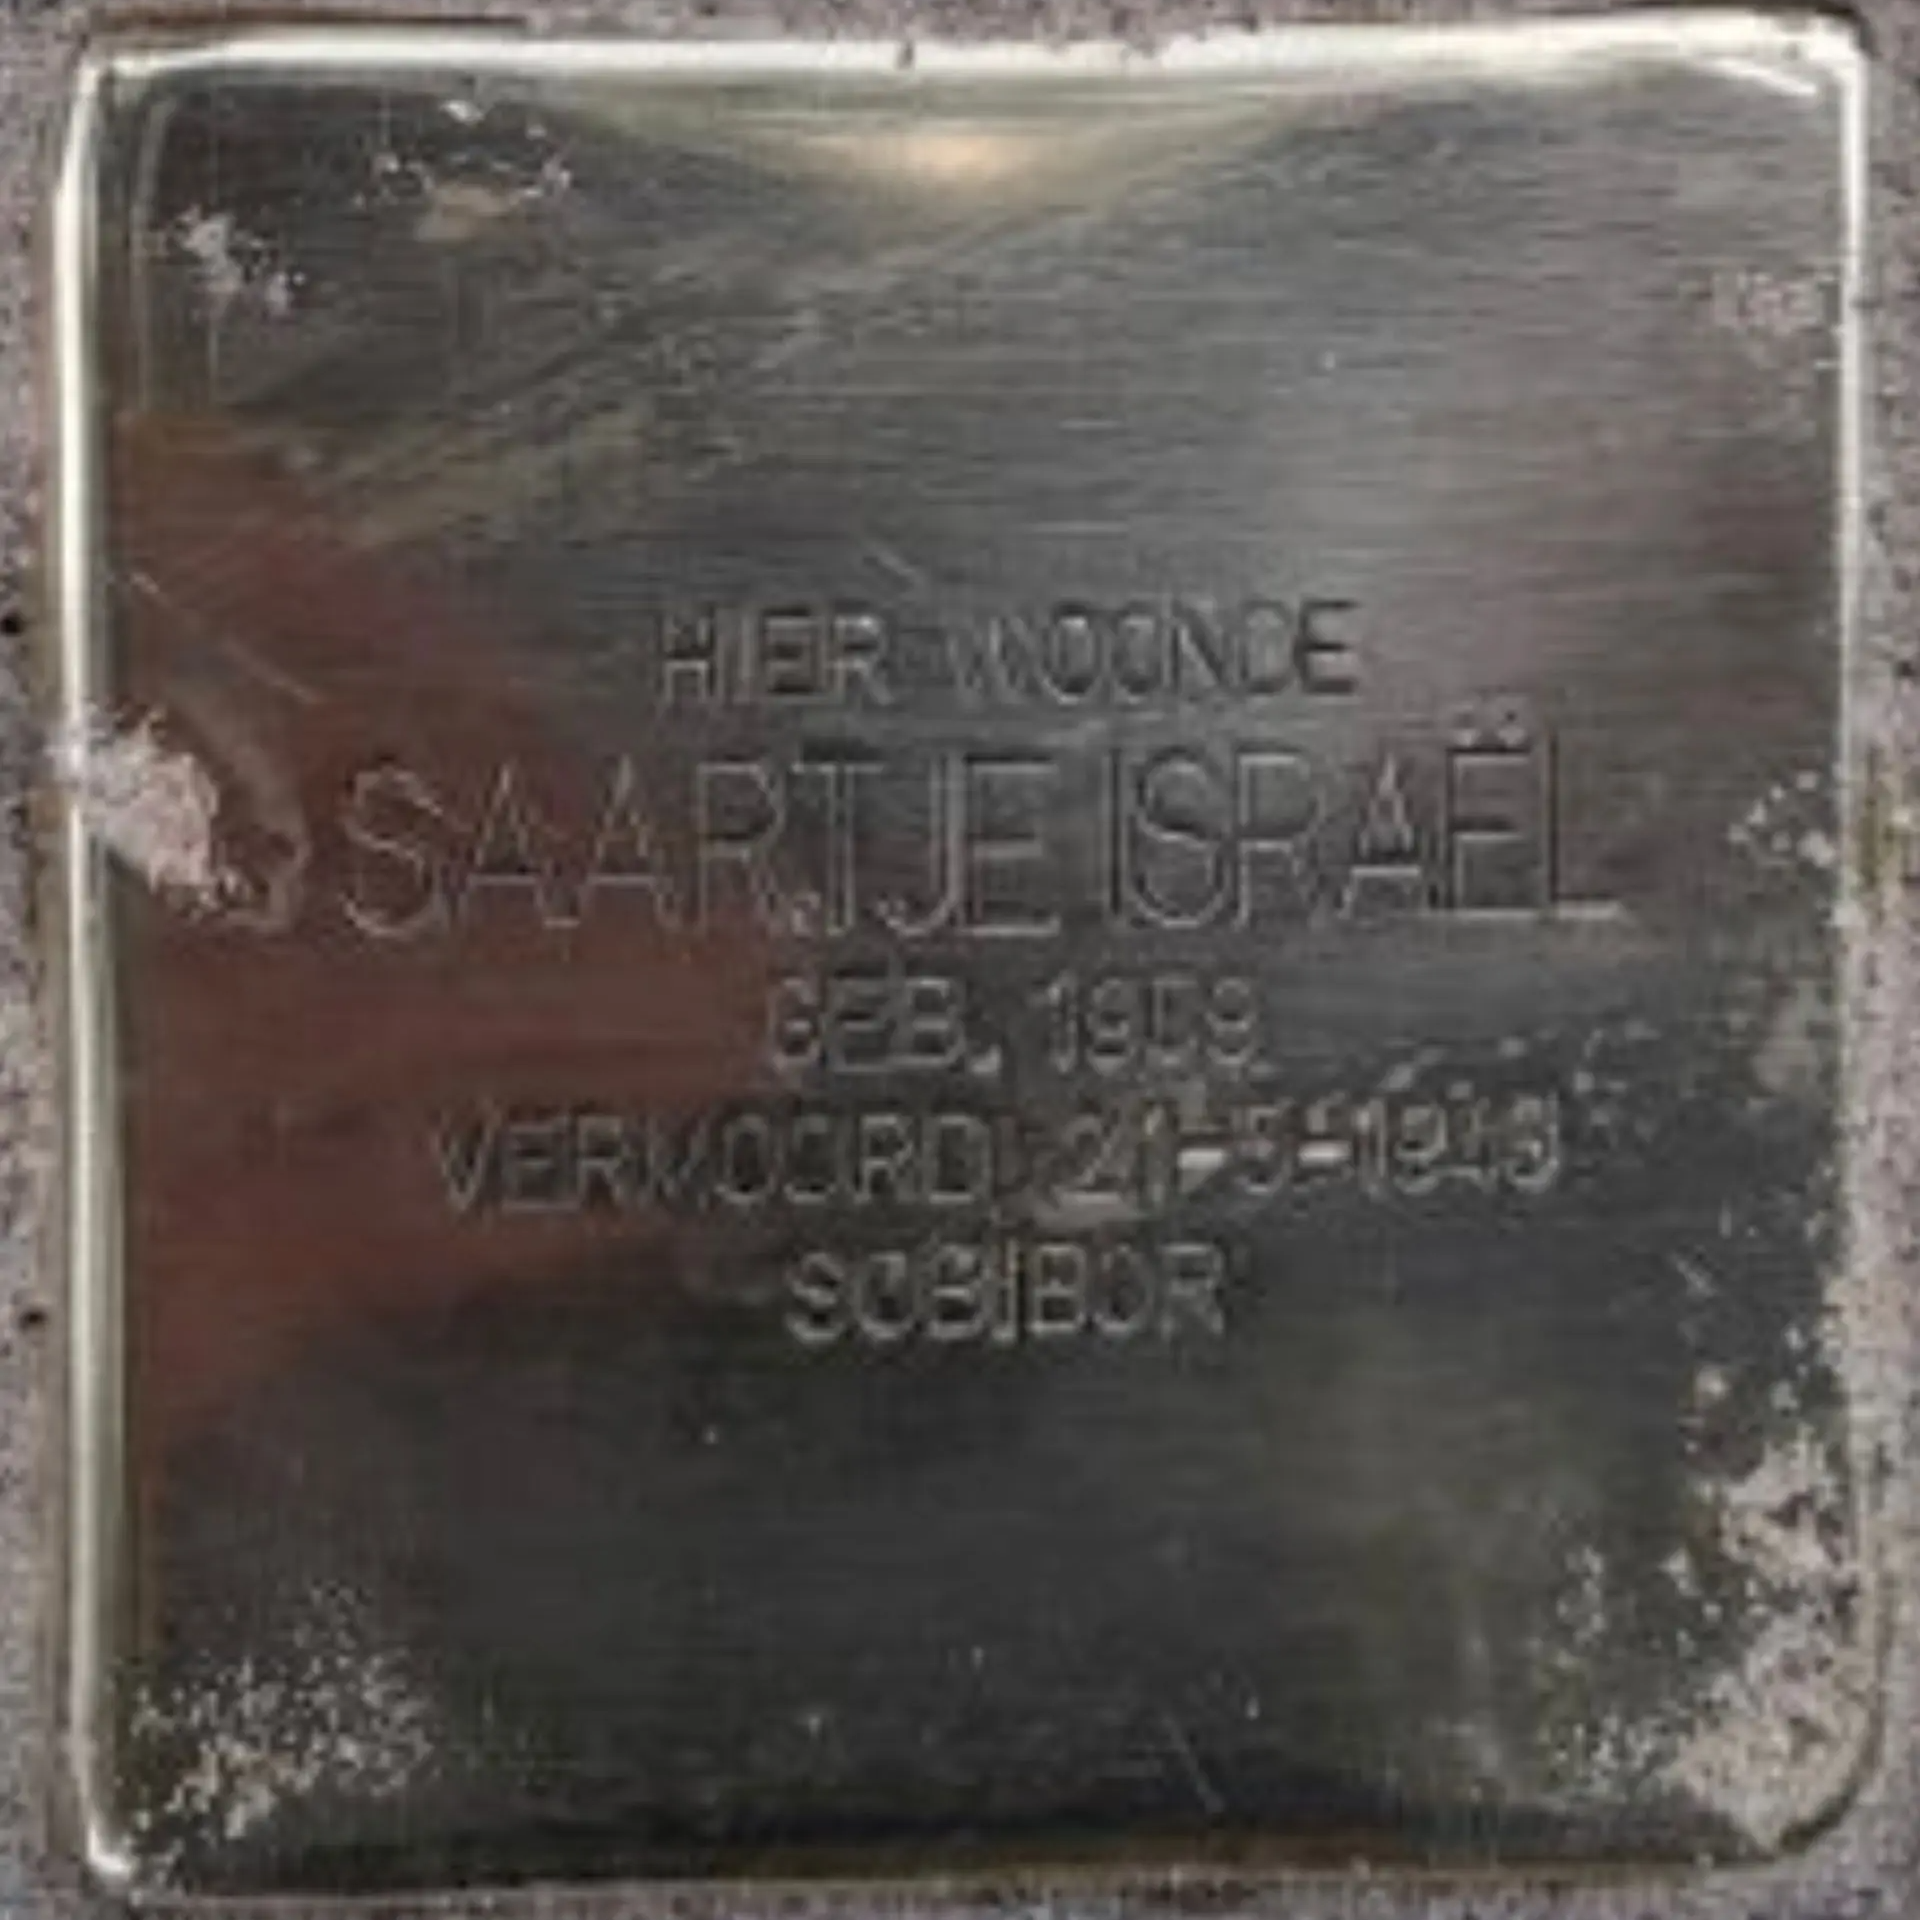 HIER WOONDE
SAARTJE ISRAËL
GEB. 1909
VERMOORD 21-5-1943
SOBIBOR